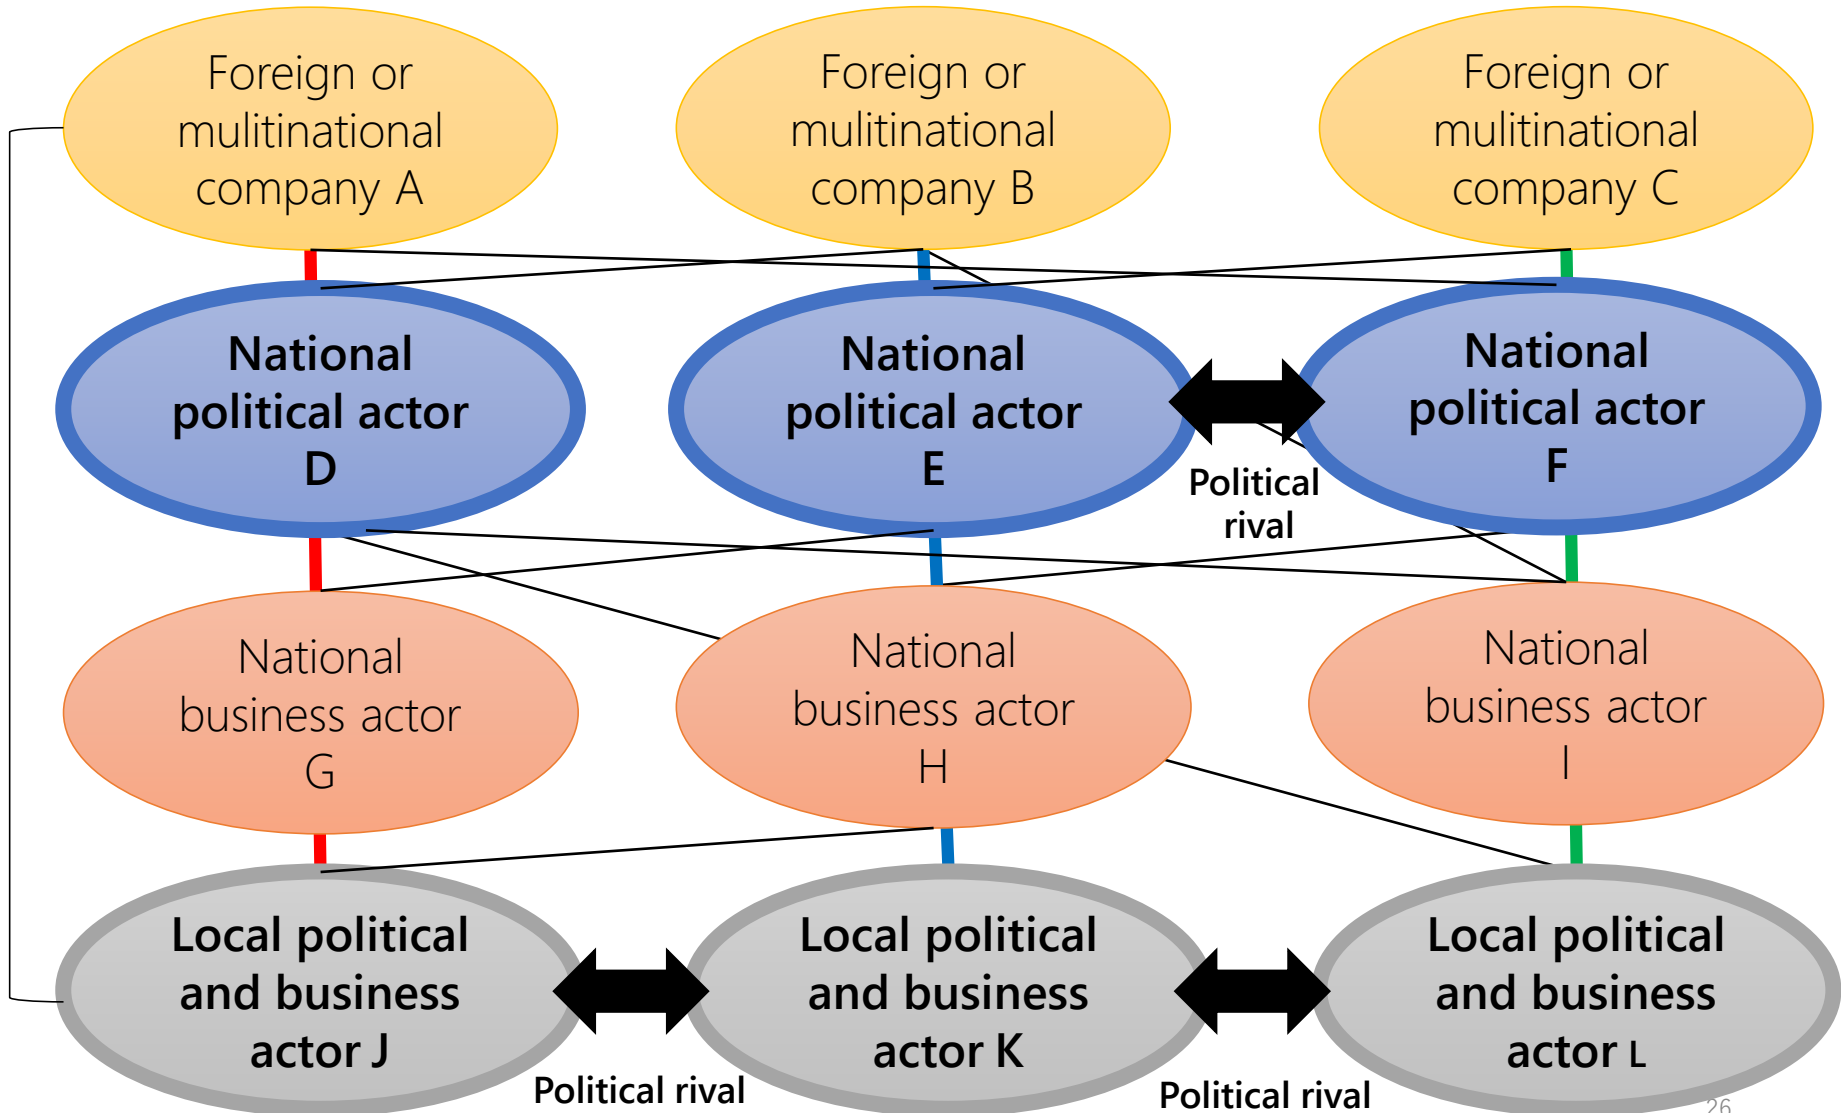 Foreign or
mulitinational
company A
Foreign or
mulitinational
company B
Foreign or
mulitinational
company C
National
political actor
D
National
political actor
E
National
political actor
F
Political
rival
National
business actor
G
National
business actor
H
National
business actor
I
Local political
and business
actor J
Local political
and business
actor K
Local political
and business
actor L
Political rival
Political rival
26